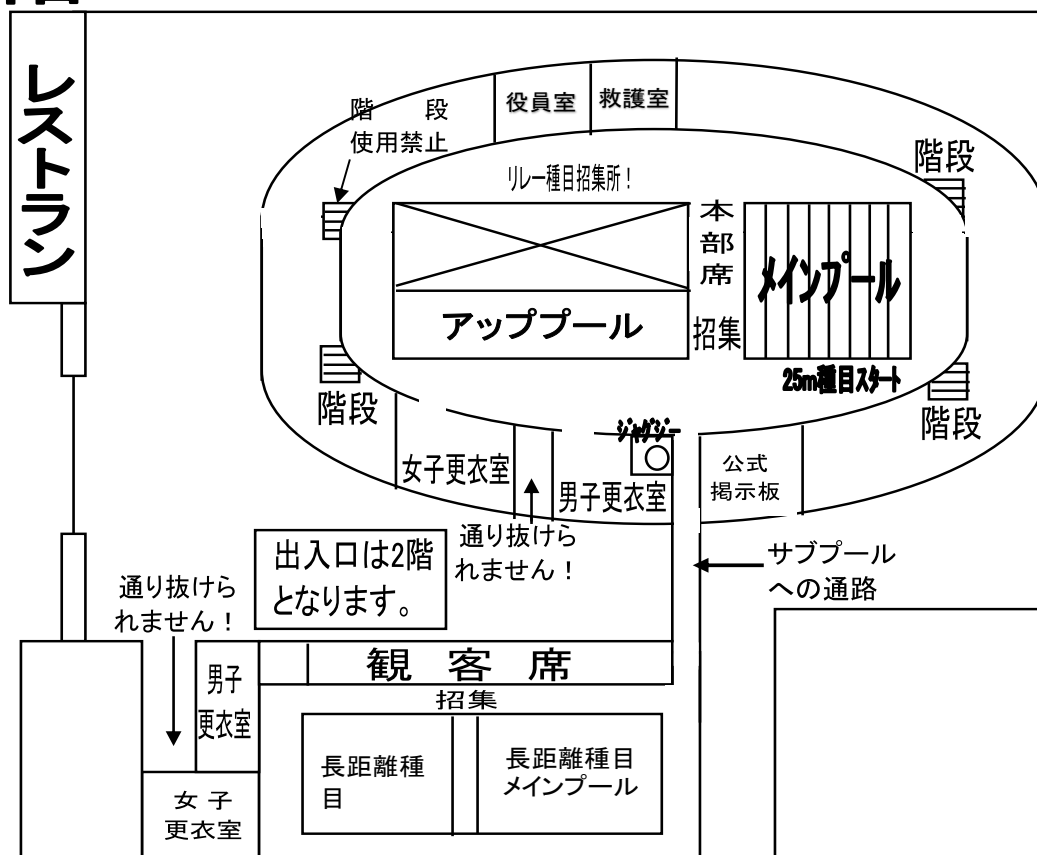 階
レストラン
階　　段
使用禁止
役員室
救護室
階段
リレー種目招集所！
本部席
招集
メインプール
アッププール
25m種目スタート
階段
階段
ジャグジー
女子更衣室
男子更衣室
公式
掲示板
通り抜けら
れません！
出入口は2階
となります。
サブプール
への通路
通り抜けら
れません！
観　客　席
招集
男子
更衣室
長距離種
目
長距離種目
メインプール
女 子
更衣室